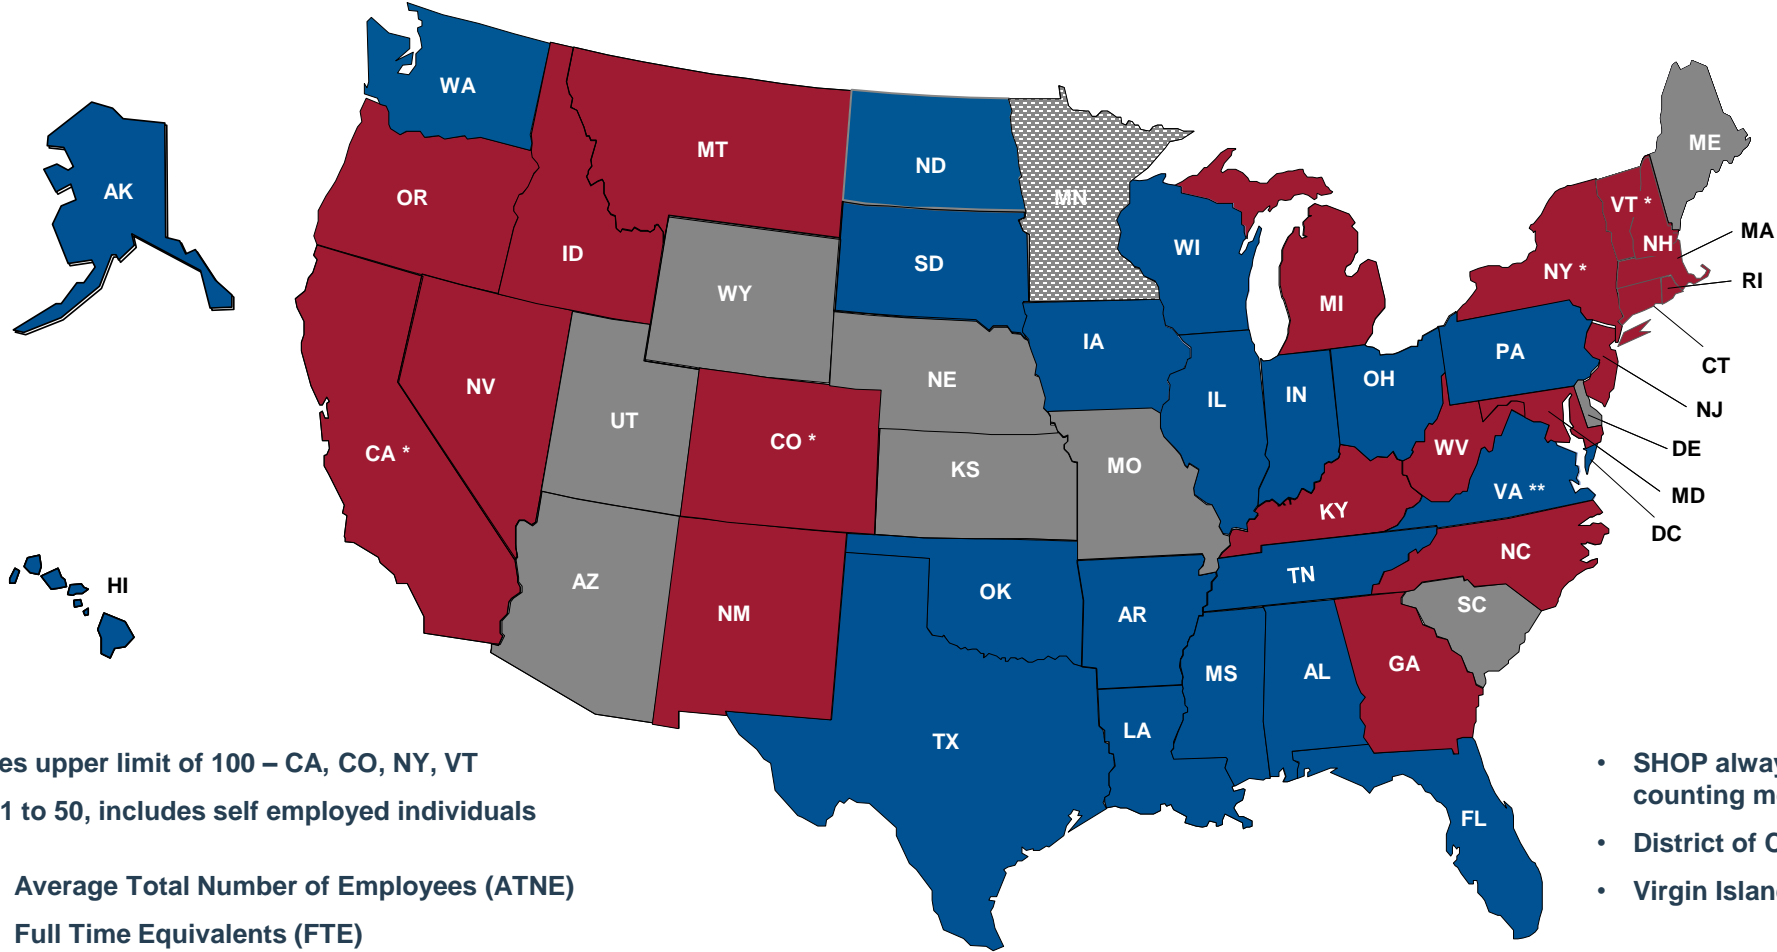 WA
MT
ND
MN
ME
AK
OR
ID
SD
WI
VT *
NH
MA
NY *
RI
WY
MI
IA
PA
CT
NV
NE
IL
IN
OH
NJ
UT
CO *
DE
CA *
KS
MO
WV
MD
VA **
DC
KY
NC
HI
AZ
NM
OK
AR
TN
SC
MS
AL
GA
TX
LA
FL
es upper limit of 100 – CA, CO, NY, VT
1 to 50, includes self employed individuals
Average Total Number of Employees (ATNE)
Full Time Equivalents (FTE)
• SHOP alway
counting m
• District of C
• Virgin Islan